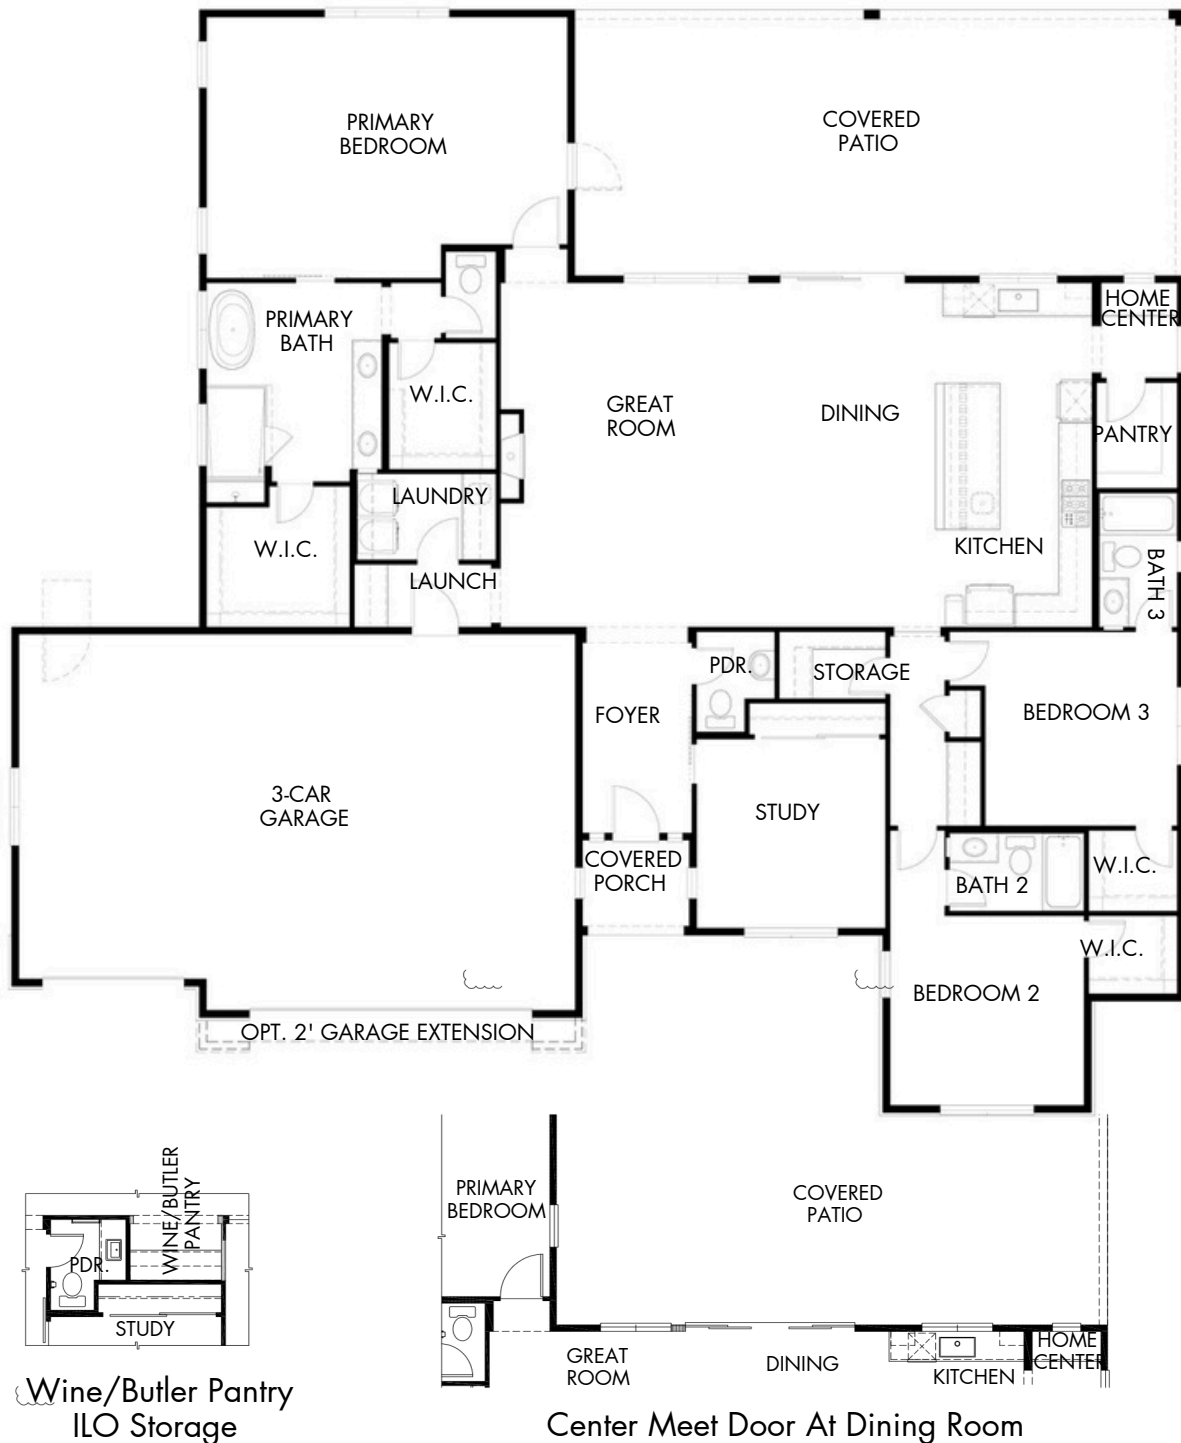 PRIMARY
BEDROOM
COVERED
PATIO
PRIMARY
BATH
HOME
CENTER
W.I.C.
GREAT
ROOM
DINING
PANTRY
LAUNDRY
W.I.C.
KITCHEN
BATH 3
LAUNCH
PDR.
STORAGE
FOYER
BEDROOM 3
3-CAR
GARAGE
STUDY
COVERED
PORCH
BATH 2
W.I.C.
W.I.C.
BEDROOM 2
OPT. 2' GARAGE EXTENSION
WINE/BUTLER
PANTRY
PDR.
STUDY
Wine/Butler Pantry
ILO Storage
PRIMARY
BEDROOM
COVERED
PATIO
GREAT
ROOM
DINING
KITCHEN
HOME
CENTER
Center Meet Door At Dining Room